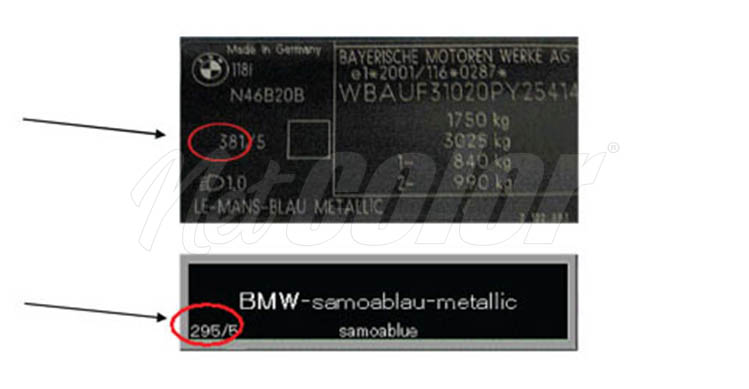 Made in Germany
118i
N46B20B
381/5
1.0
LE-MANS-BLAU METALLIC
BAYERISCHE MOTOREN WERKE AG
e1*2001/116*0287*
WBAUF31020PY25414
1750 kg
3025 kg
1- 840 kg
2- 990 kg
NetColor®
BMW-samoablau-metallic
295/5 samoablue